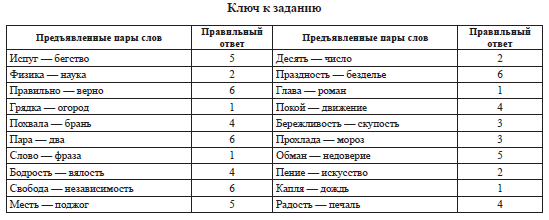 Ключ к заданию
Предъявленные пары слов Правильный ответ Предъявленные пары слов Правильный ответ
Испуг — бегство 5 Десять — число 2
Физика — наука 2 Праздность — безделье 6
Правильно — верно 6 Глава — роман 1
Грядка — огород 1 Покой — движение 4
Похвала — брань 4 Бережливость — скупость 3
Пара — два 6 Прохлада — мороз 3
Слово — фраза 1 Обман — недоверие 5
Бодрость — вялость 4 Пение — искусство 2
Свобода — независимость 6 Капля — дождь 1
Месть — поджог 5 Радость — печаль 4